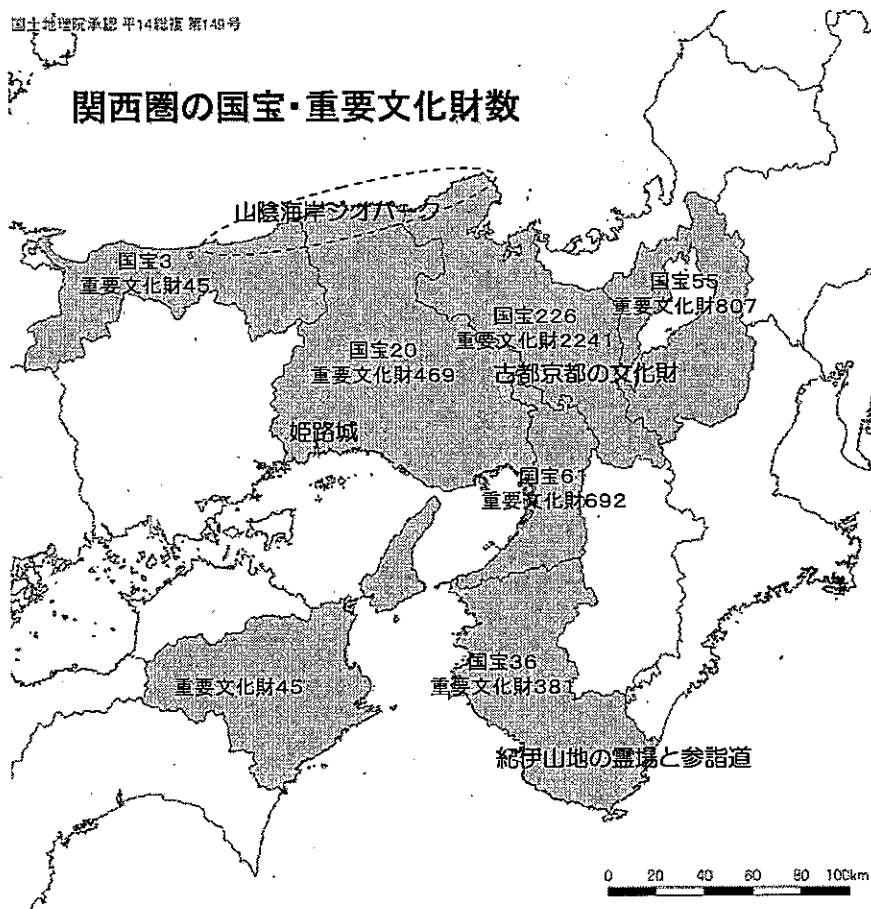 国土地理院承認 平14総複 第149号
関西圏の国宝・重要文化財数
山陰海岸ジオパーク
国宝3
重要文化財45
国宝55
重要文化財807
国宝226
重要文化財2241
古都京都の文化財
国宝20
重要文化財469
姫路城
国宝6
重要文化財692
国宝36
重要文化財381
重要文化財45
紀伊山地の霊場と参詣道
0 20 40 60 80 100km